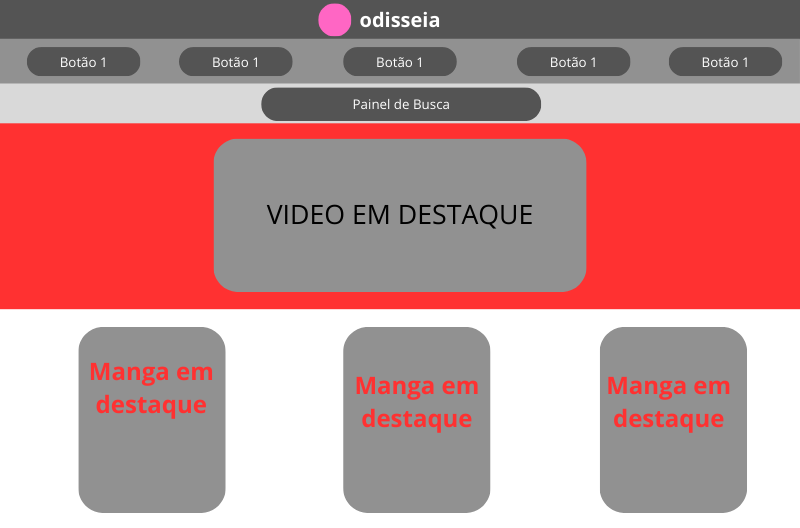 odisseia
Botão 1
Botão 1
Botão 1
Botão 1
Botão 1
Painel de Busca
VIDEO EM DESTAQUE
Manga em
destaque
Manga em
destaque
Manga em
destaque